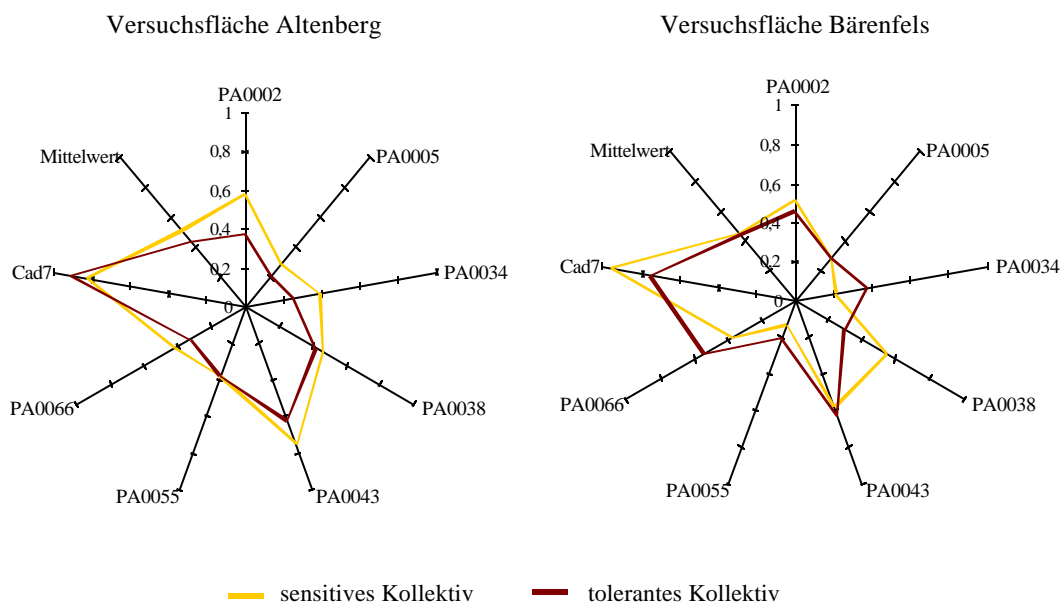 Versuchsfläche Altenberg
PA0002
1
0,8
0,6
0,4
0,2
0
PA0005
PA0034
PA0038
PA0043
PA0055
PA0066
Cad7
Mittelwert
Versuchsfläche Bärenfels
PA0002
1
0,8
0,6
0,4
0,2
0
PA0005
PA0034
PA0038
PA0043
PA0055
PA0066
Cad7
Mittelwert
sensitives Kollektiv
tolerantes Kollektiv